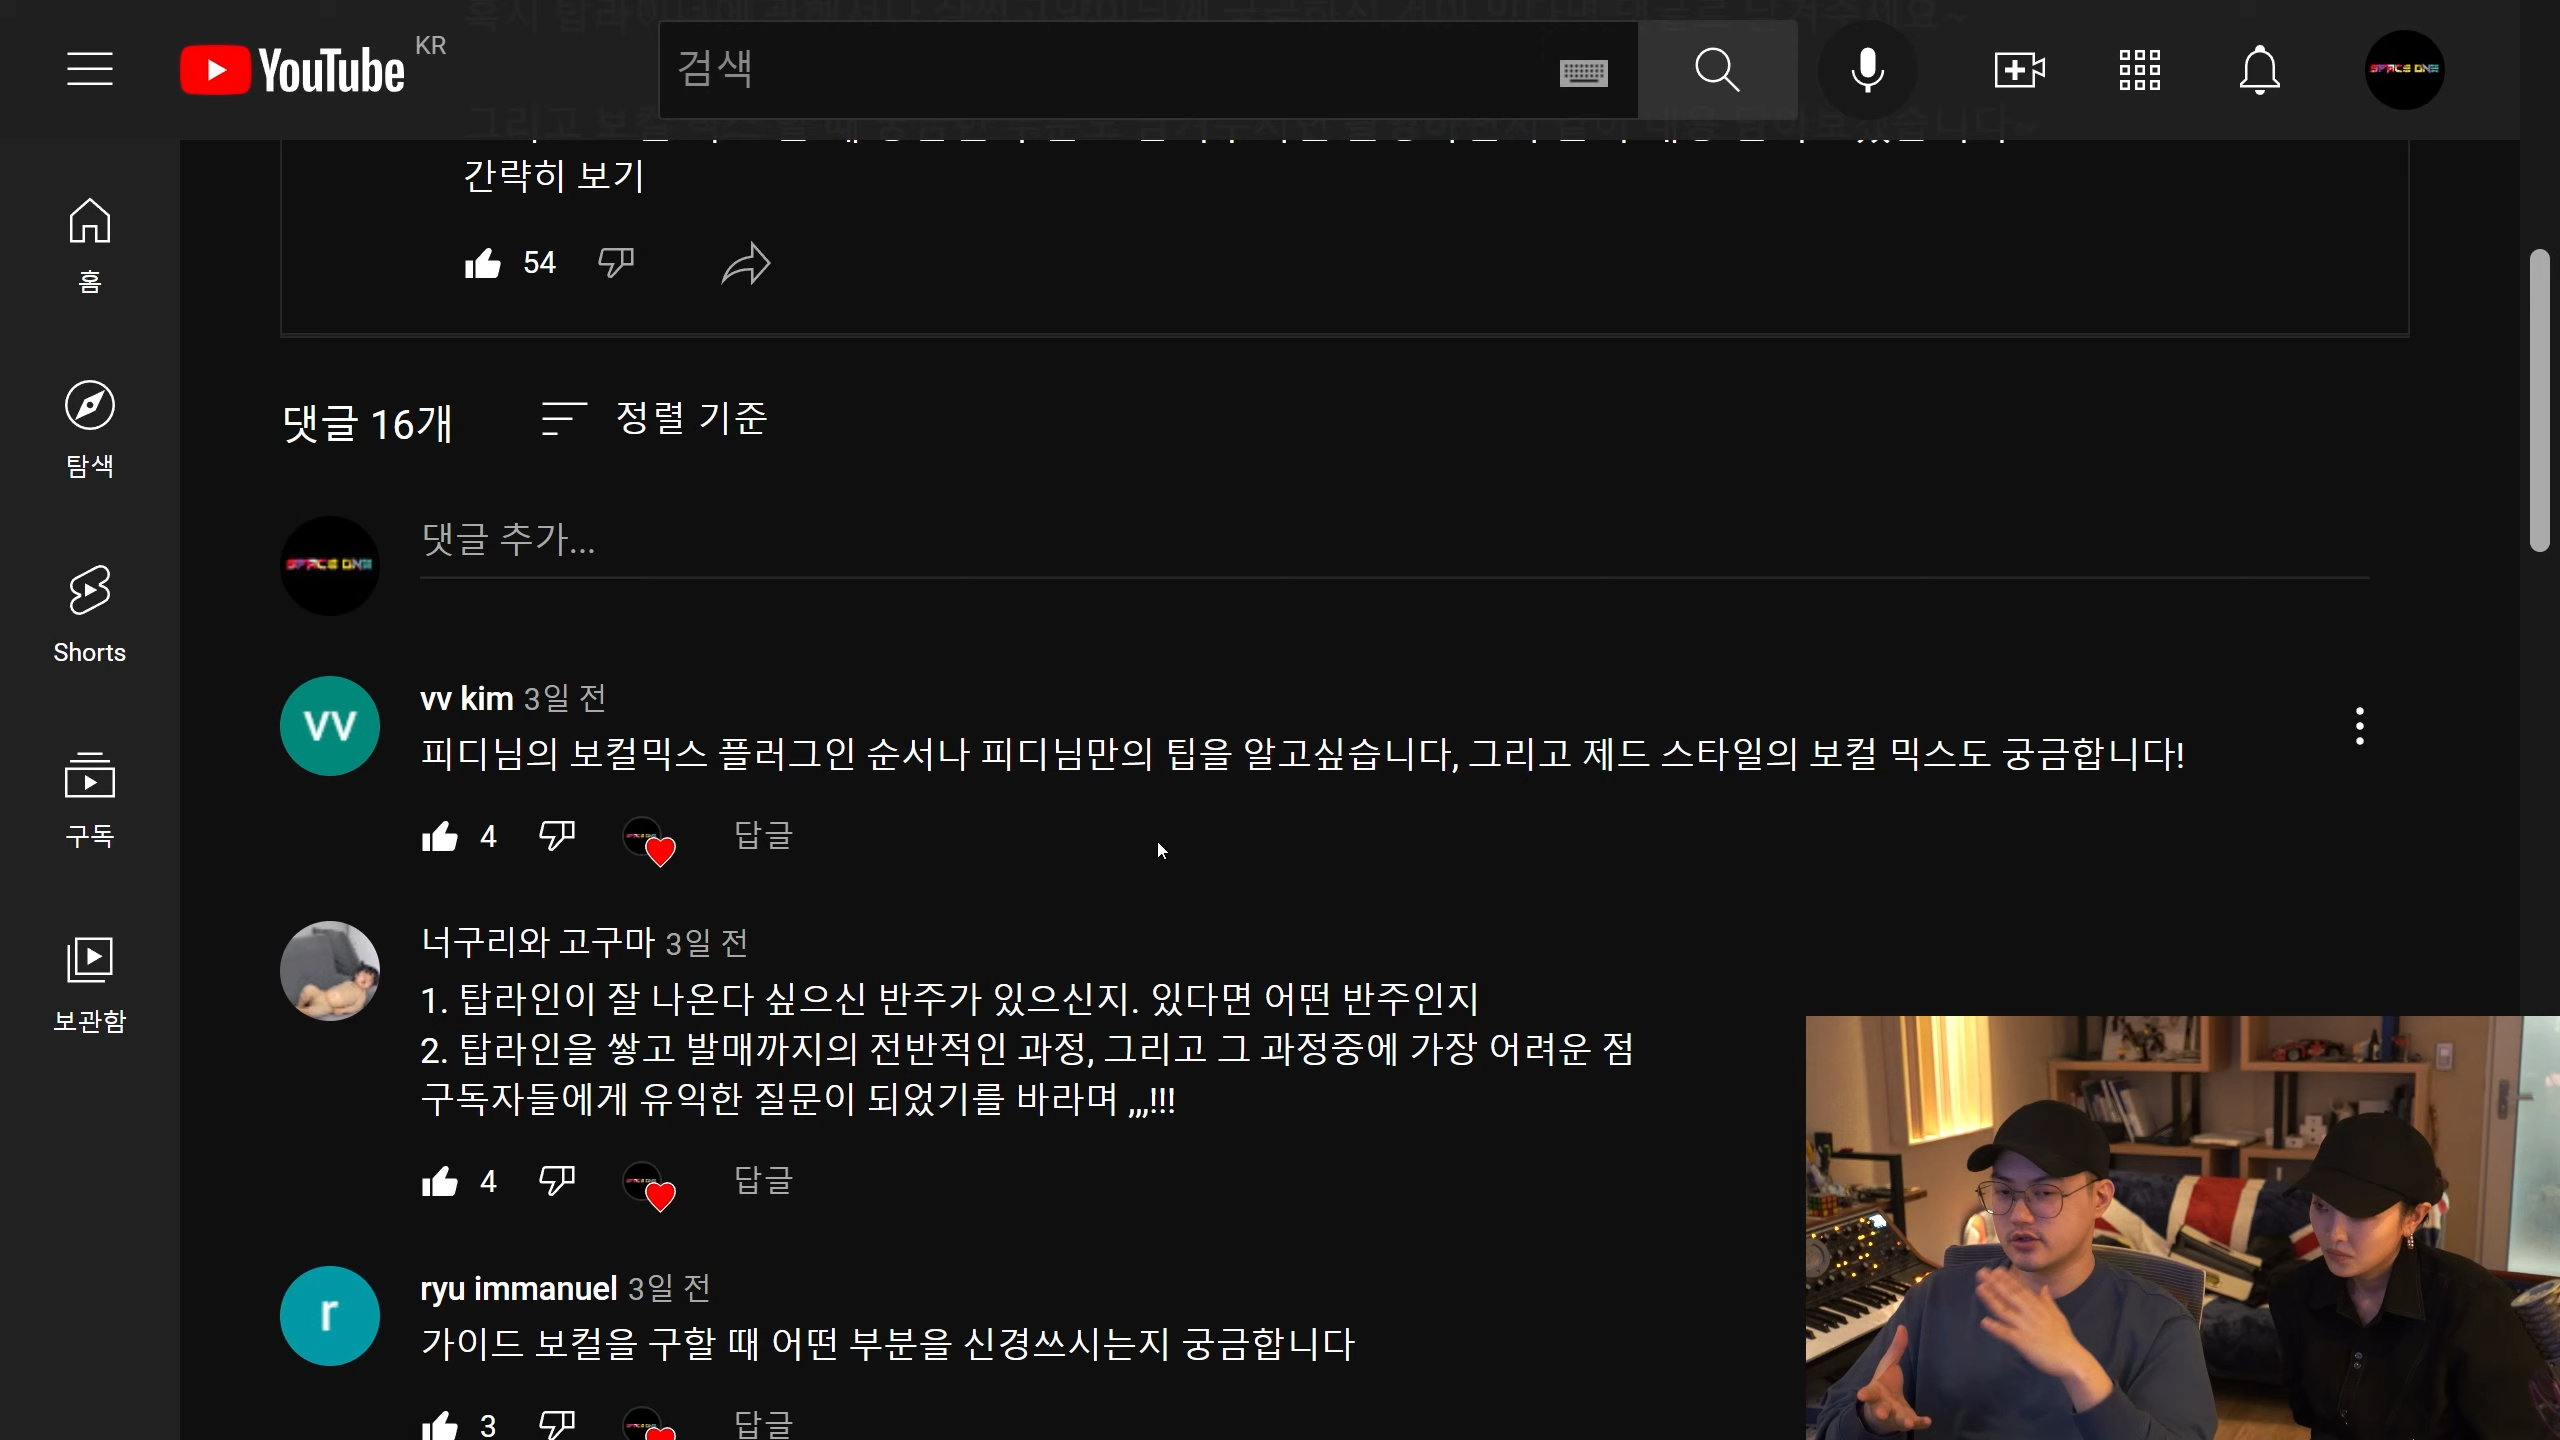 YouTube KR
검색
간략히 보기
54
홈
탐색
Shorts
구독
보관함
댓글 16개
정렬 기준
SPACE ONE
댓글 추가...
vv
vv kim 3일 전
피디님의 보컬믹스 플러그인 순서나 피디님만의 팁을 알고싶습니다, 그리고 제드 스타일의 보컬 믹스도 궁금합니다!
4 답글
너구리와 고구마 3일 전
1. 탑라인이 잘 나온다 싶으신 반주가 있으신지. 있다면 어떤 반주인지
2. 탑라인을 쌓고 발매까지의 전반적인 과정, 그리고 그 과정중에 가장 어려운 점
구독자들에게 유익한 질문이 되었기를 바라며 ,,,!!!
4 답글
r
ryu immanuel 3일 전
가이드 보컬을 구할 때 어떤 부분을 신경쓰시는지 궁금합니다
3 답글